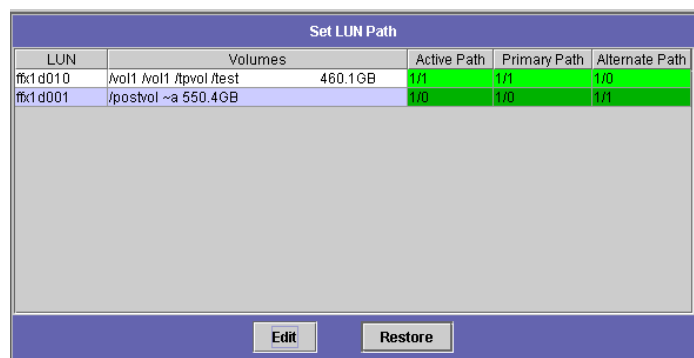 Set LUN Path
LUN Volumes Active Path Primary Path Alternate Path
ffx1d010 /vol1 /vol1 /tpvol /test 460.1GB 1/1 1/1 1/0
ffx1d001 /postvol ~a 550.4GB 1/0 1/0 1/1
Edit Restore